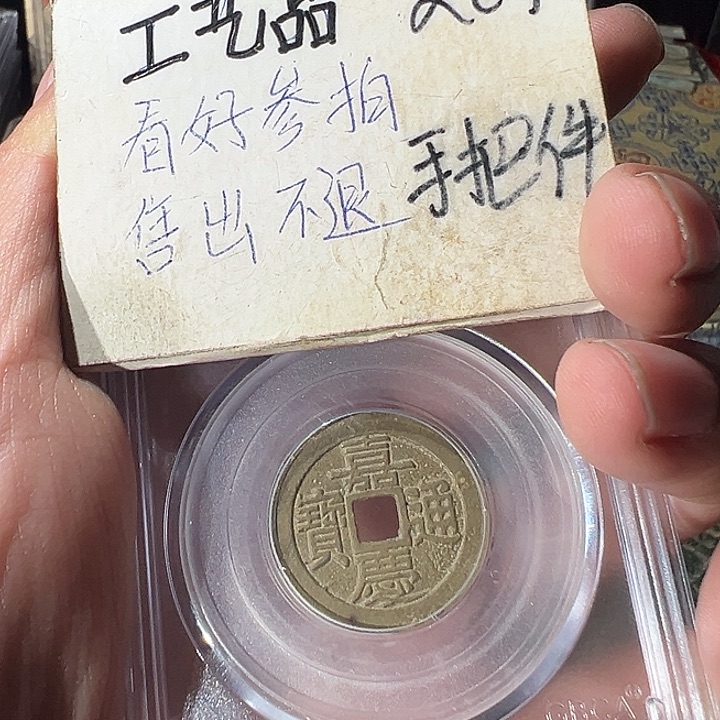 工艺品
看好参拍
售出不退 手把件
嘉慶通寶